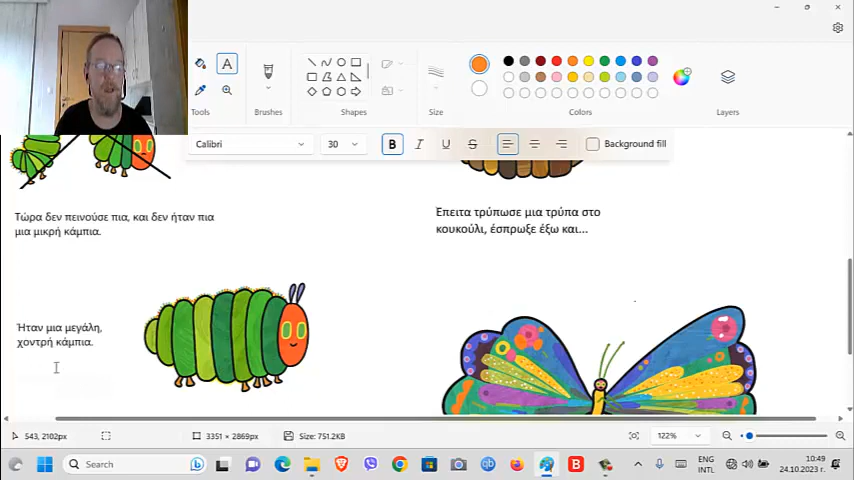 Tools
Brushes
Shapes
Size
Colors
Layers
Calibri
30
B
I
U
S
Background fill
Τώρα δεν πεινούσε πια, και δεν ήταν πια
μια μικρή κάμπια.
Έπειτα τρύπωσε μια τρύπα στο
κουκούλι, έσπρωξε έξω και...
Ήταν μια μεγάλη,
χοντρή κάμπια.
543, 2102px
3351 × 2869px
Size: 751.2KB
122%
Search
ENG
INTL
10:49
24.10.2023 г.